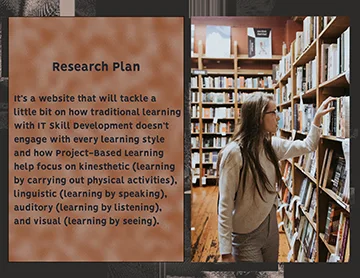 Research Plan
It's a website that will tackle a
little bit on how traditional learning
with IT Skill Development doesn't
engage with every learning style
and how Project-Based Learning
help focus on kinesthetic (learning
by carrying out physical activities),
linguistic (learning by speaking),
auditory (learning by listening),
and visual (learning by seeing).